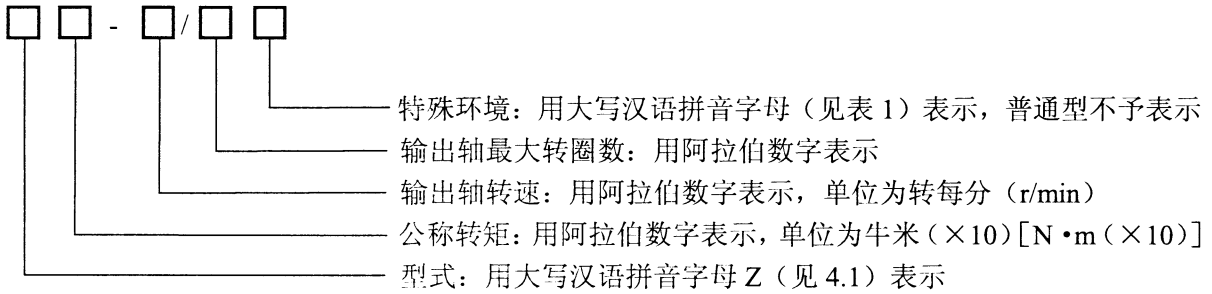 □ □ - □/□ □
特殊环境：用大写汉语拼音字母（见表 1）表示，普通型不予表示
输出轴最大转圈数：用阿拉伯数字表示
输出轴转速：用阿拉伯数字表示，单位为转每分（r/min）
公称转矩：用阿拉伯数字表示，单位为牛米（×10）[N•m（×10）]
型式：用大写汉语拼音字母 Z（见 4.1）表示